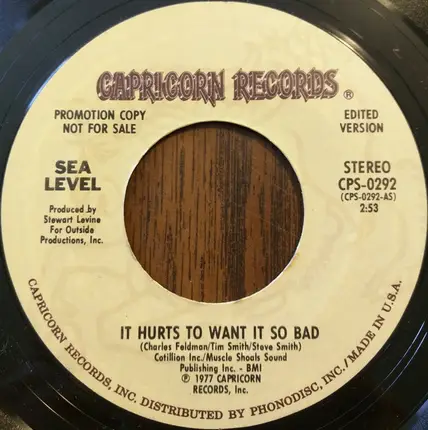 CAPRICORN RECORDS ®
PROMOTION COPY
NOT FOR SALE
EDITED
VERSION
SEA
LEVEL
Produced by
Stewart Levine
For Outside
Productions, Inc.
STEREO
CPS-0292
(CPS-0292-AS)
2:53
IT HURTS TO WANT IT SO BAD
(Charles Feldman/Tim Smith/Steve Smith)
Cotillion Inc./Muscle Shoals Sound
Publishing Inc. - BMI
℗ 1977 CAPRICORN
RECORDS, Inc.
CAPRICORN RECORDS, INC. DISTRIBUTED BY PHONODISC, INC./MADE IN U.S.A.